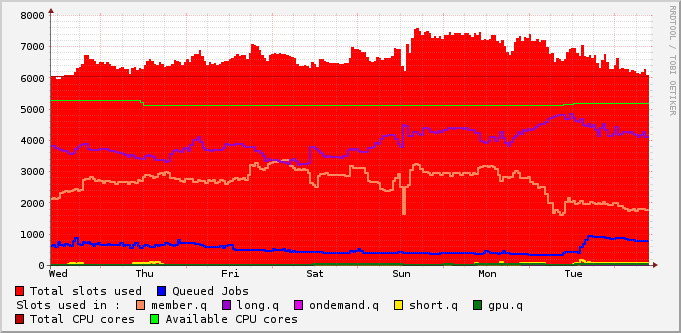 RRDTOOL / TOBI OETIKER
8000
7000
6000
5000
4000
3000
2000
1000
0
Wed Thu Fri Sat Sun Mon Tue
Total slots used Queued Jobs
Slots used in : member.q long.q ondemand.q short.q gpu.q
Total CPU cores Available CPU cores